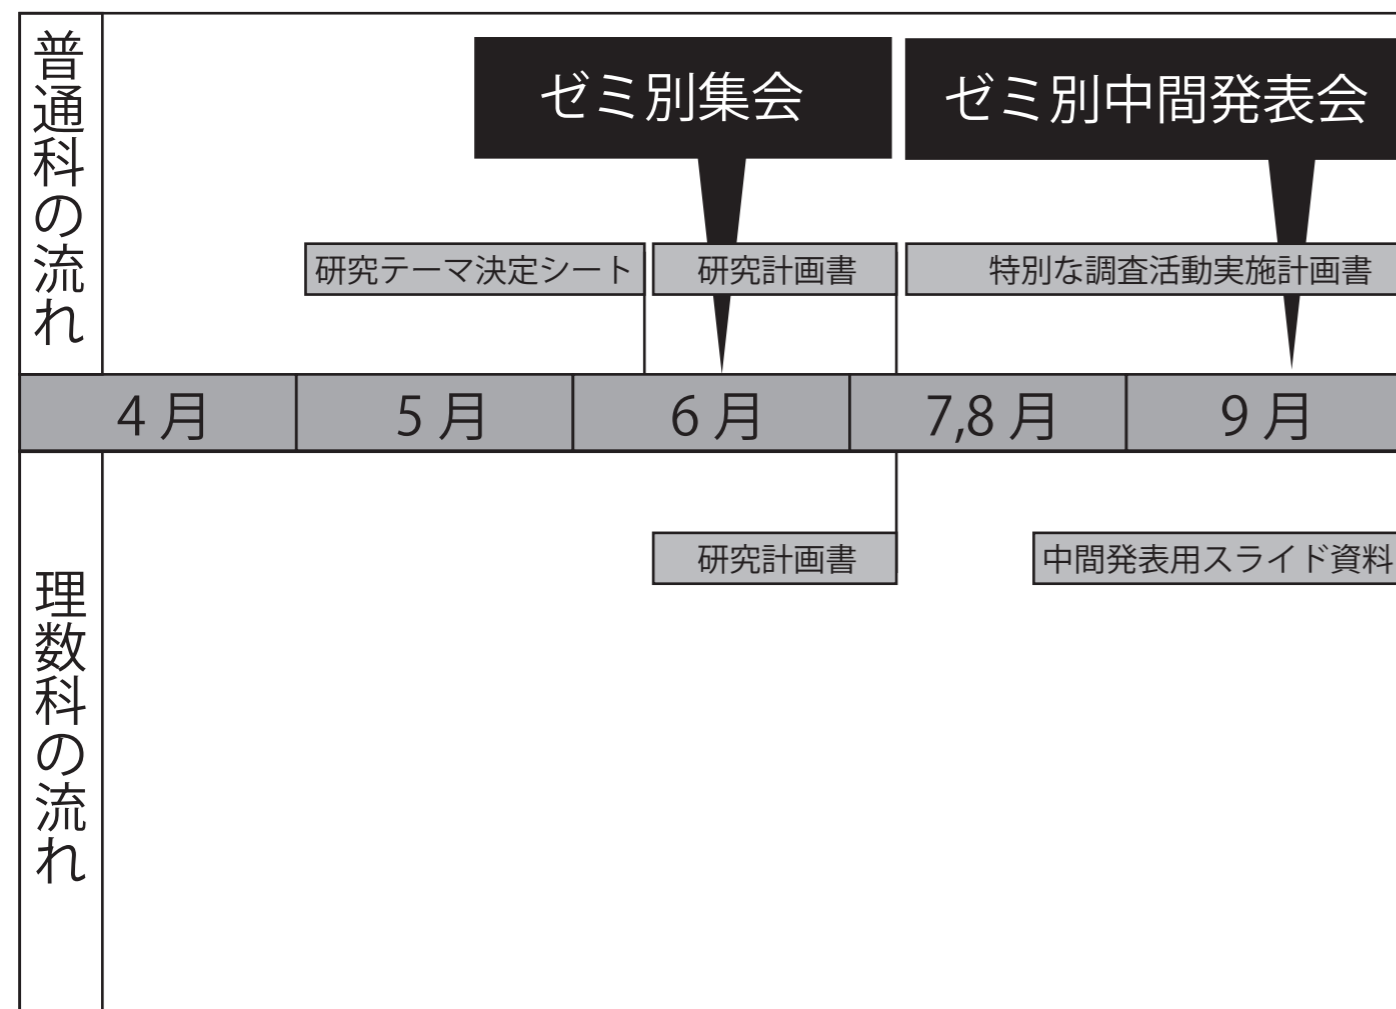 普通科の流れ
ゼミ別集会
ゼミ別中間発表会
研究テーマ決定シート
研究計画書
特別な調査活動実施計画書
4 月
5 月
6 月
7,8 月
9 月
理数科の流れ
研究計画書
中間発表用スライド資料